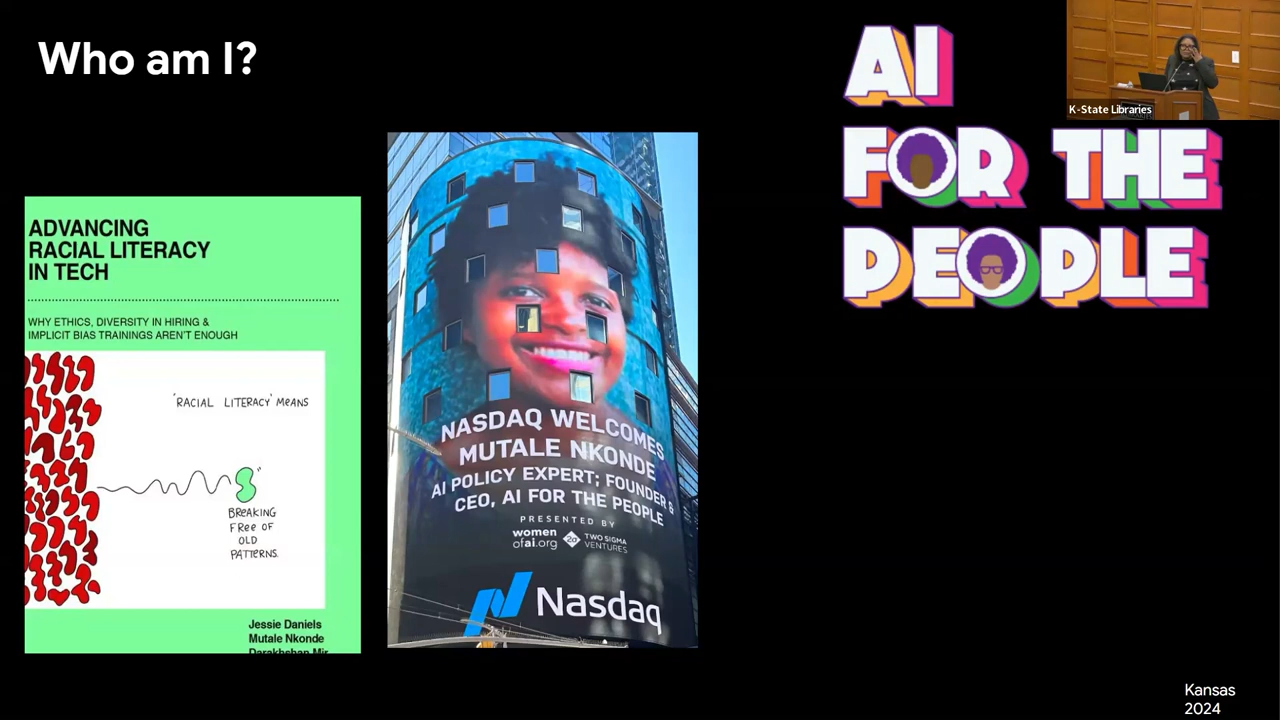 Who am I?
AI
FOR THE
PEOPLE
K-State Libraries
ADVANCING
RACIAL LITERACY
IN TECH
WHY ETHICS, DIVERSITY IN HIRING &
IMPLICIT BIAS TRAININGS AREN'T ENOUGH
'RACIAL LITERACY' MEANS
BREAKING
FREE OF
OLD
PATTERNS.
Jessie Daniels
Mutale Nkonde
Darakhshan Mir
NASDAQ WELCOMES
MUTALE NKONDE
AI POLICY EXPERT; FOUNDER &
CEO, AI FOR THE PEOPLE
PRESENTED BY
women
ofai.org
2σ TWO SIGMA
VENTURES
Nasdaq
Kansas
2024